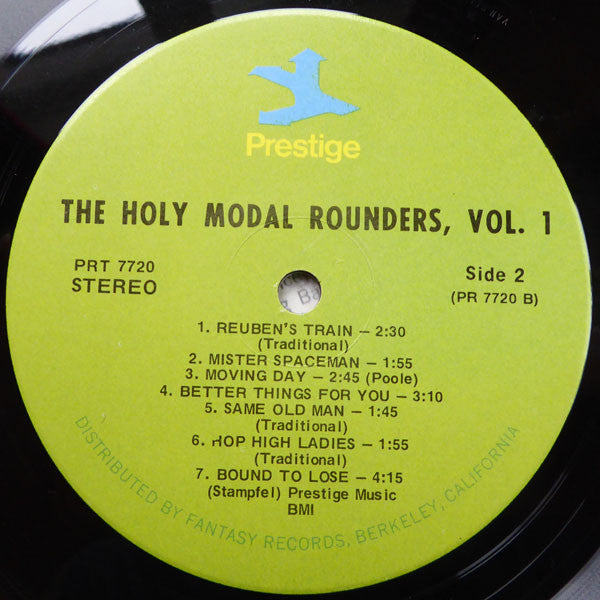 Prestige
THE HOLY MODAL ROUNDERS, VOL. 1
PRT 7720
STEREO
Side 2
(PR 7720 B)
1. REUBEN'S TRAIN – 2:30
(Traditional)
2. MISTER SPACEMAN – 1:55
3. MOVING DAY – 2:45 (Poole)
4. BETTER THINGS FOR YOU – 3:10
5. SAME OLD MAN – 1:45
(Traditional)
6. HOP HIGH LADIES – 1:55
(Traditional)
7. BOUND TO LOSE – 4:15
(Stampfel) Prestige Music
BMI
DISTRIBUTED BY FANTASY RECORDS, BERKELEY, CALIFORNIA